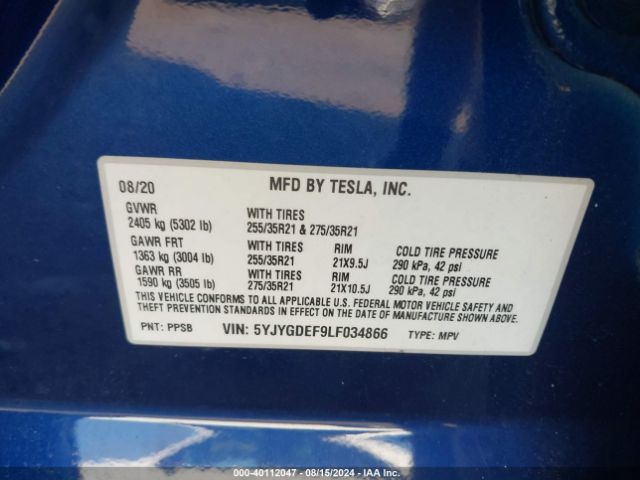 08/20 MFD BY TESLA, INC.
GVWR WITH TIRES
2405 kg (5302 lb) 255/35R21 & 275/35R21
GAWR FRT WITH TIRES RIM COLD TIRE PRESSURE
1363 kg (3004 lb) 255/35R21 21X9.5J 290 kPa, 42 psi
GAWR RR WITH TIRES RIM COLD TIRE PRESSURE
1590 kg (3505 lb) 275/35R21 21X10.5J 290 kPa, 42 psi
THIS VEHICLE CONFORMS TO ALL APPLICABLE U.S. FEDERAL MOTOR VEHICLE SAFETY AND
THEFT PREVENTION STANDARDS IN EFFECT ON THE DATE OF MANUFACTURE SHOWN ABOVE.
PNT: PPSB VIN: 5YJYGDEF9LF034866 TYPE: MPV
000-40112047 - 08/15/2024 - IAA Inc.